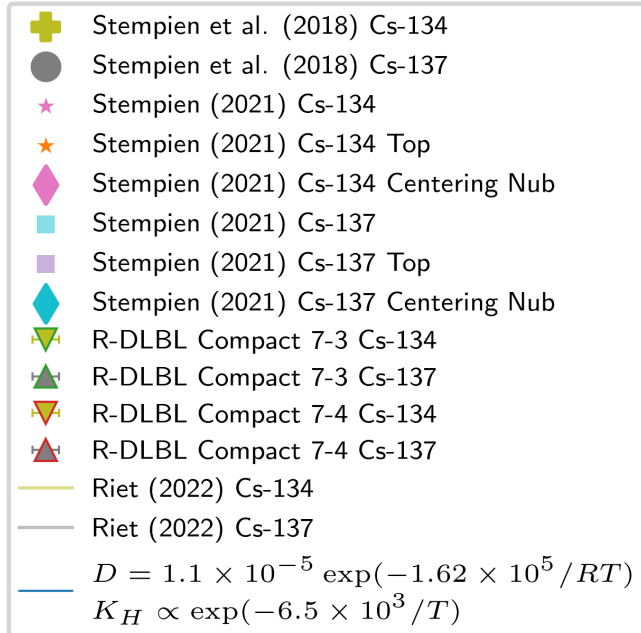 Stempien et al. (2018) Cs-134
Stempien et al. (2018) Cs-137
Stempien (2021) Cs-134
Stempien (2021) Cs-134 Top
Stempien (2021) Cs-134 Centering Nub
Stempien (2021) Cs-137
Stempien (2021) Cs-137 Top
Stempien (2021) Cs-137 Centering Nub
R-DLBL Compact 7-3 Cs-134
R-DLBL Compact 7-3 Cs-137
R-DLBL Compact 7-4 Cs-134
R-DLBL Compact 7-4 Cs-137
Riet (2022) Cs-134
Riet (2022) Cs-137
D = 1.1 × 10⁻⁵ exp(−1.62 × 10⁵/RT)
K_H ∝ exp(−6.5 × 10³/T)